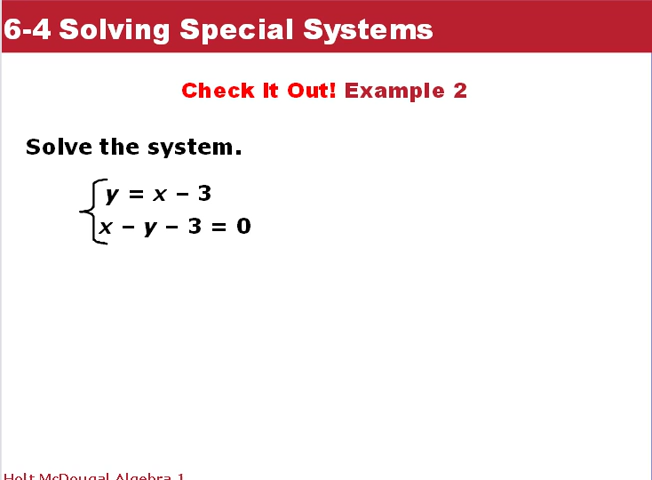 6-4 Solving Special Systems
Check It Out! Example 2
Solve the system.
y = x − 3
x − y − 3 = 0
Holt McDougal Algebra 1